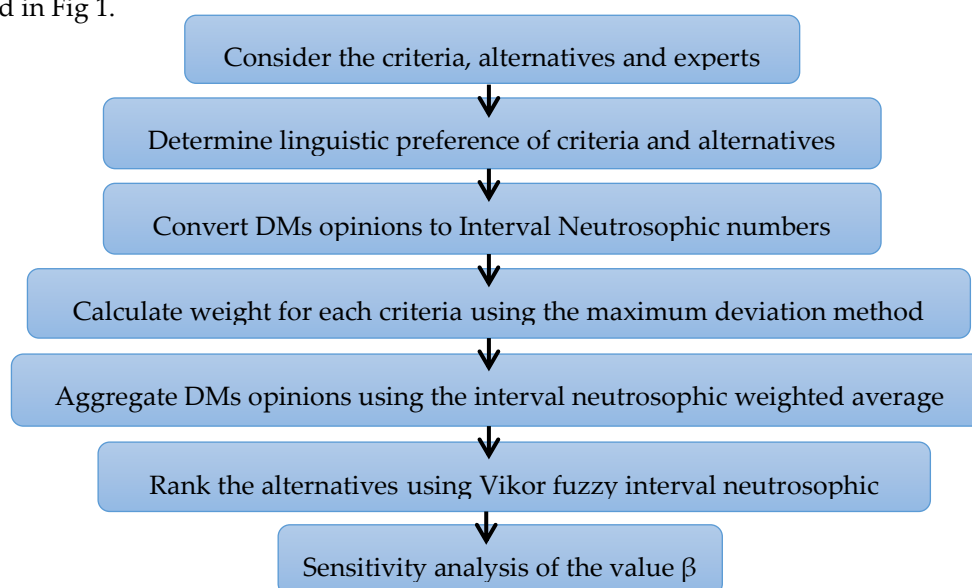 d in Fig 1.
Consider the criteria, alternatives and experts
Determine linguistic preference of criteria and alternatives
Convert DMs opinions to Interval Neutrosophic numbers
Calculate weight for each criteria using the maximum deviation method
Aggregate DMs opinions using the interval neutrosophic weighted average
Rank the alternatives using Vikor fuzzy interval neutrosophic
Sensitivity analysis of the value β